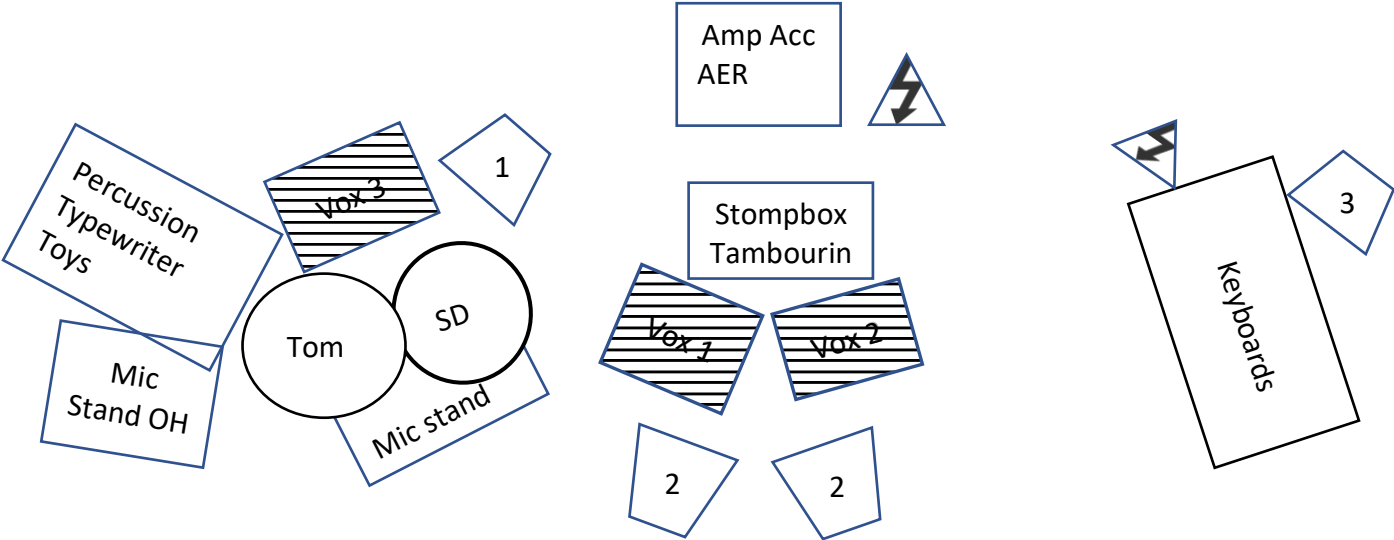 Amp Acc
AER
Percussion
Typewriter
Toys
Vox 3
1
Stompbox
Tambourin
3
Tom
SD
Vox 1
Vox 2
Keyboards
Mic
Stand OH
Mic stand
2
2